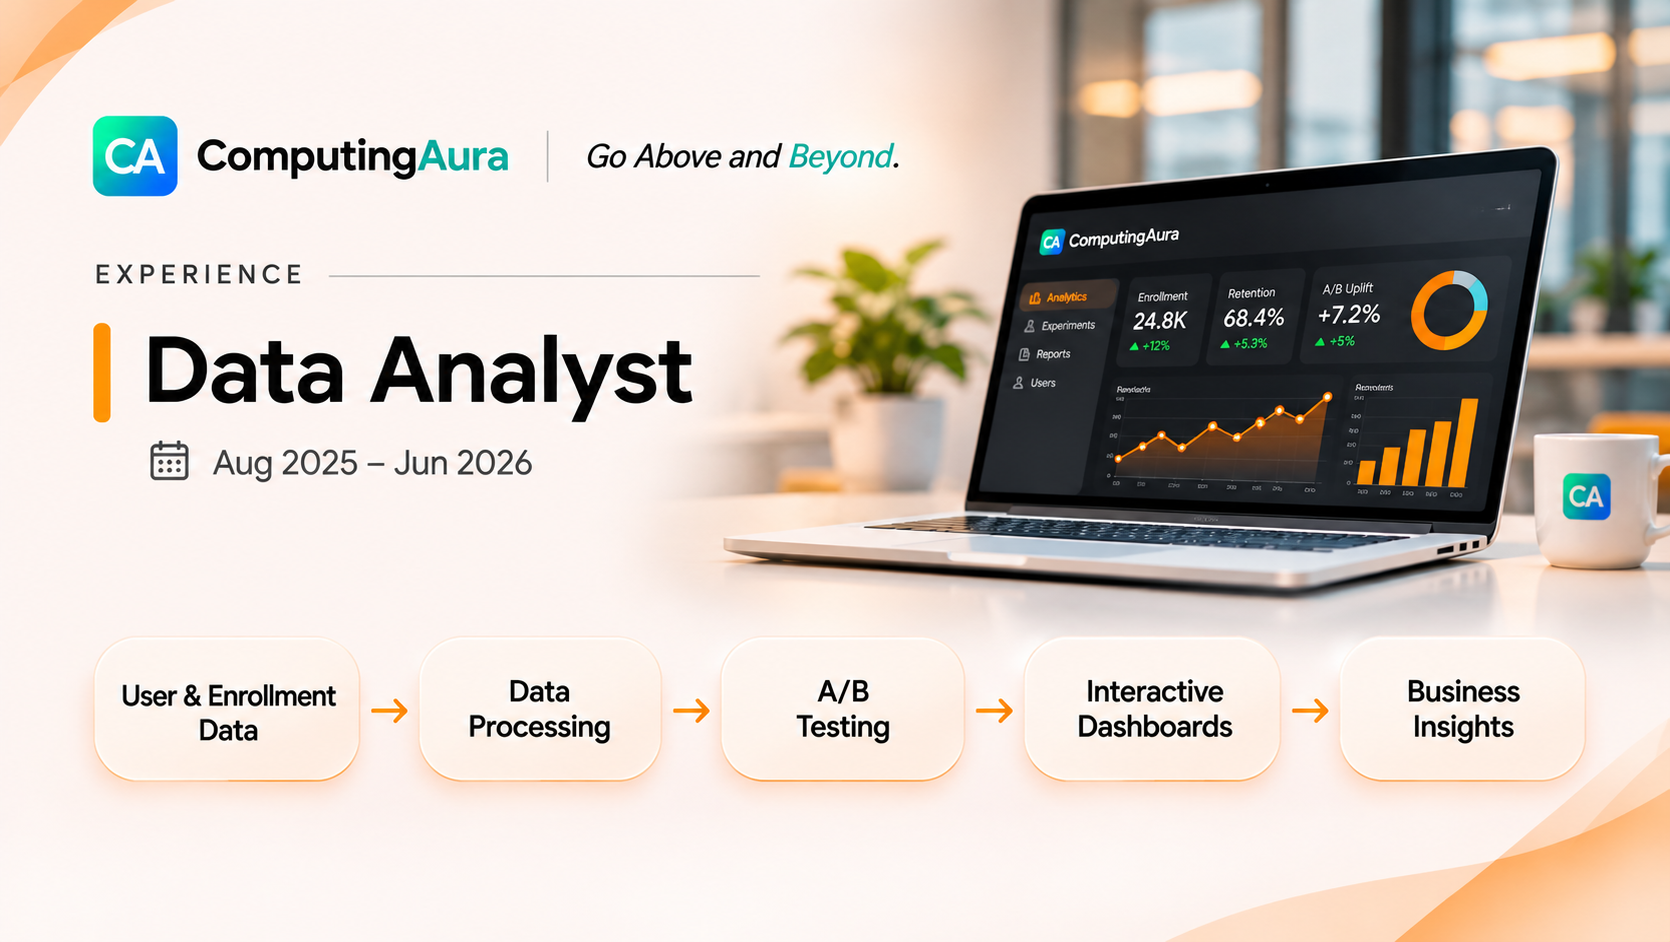 CA ComputingAura
Go Above and Beyond.
EXPERIENCE
Data Analyst
Aug 2025 – Jun 2026
CA ComputingAura
Analytics
Experiments
Reports
Users
Enrollment
24.8K
+12%
Retention
68.4%
+5.3%
A/B Uplift
+7.2%
+5%
CA
User & Enrollment
Data
Data
Processing
A/B
Testing
Interactive
Dashboards
Business
Insights